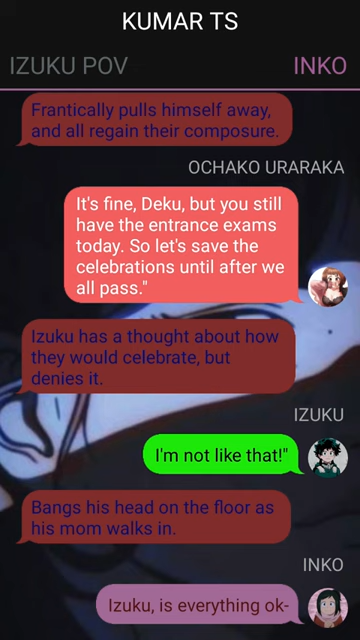 KUMAR TS
IZUKU POV
INKO
Frantically pulls himself away,
and all regain their composure.
OCHAKO URARAKA
It's fine, Deku, but you still
have the entrance exams
today. So let's save the
celebrations until after we
all pass."
Izuku has a thought about how
they would celebrate, but
denies it.
IZUKU
I'm not like that!"
Bangs his head on the floor as
his mom walks in.
INKO
Izuku, is everything ok-